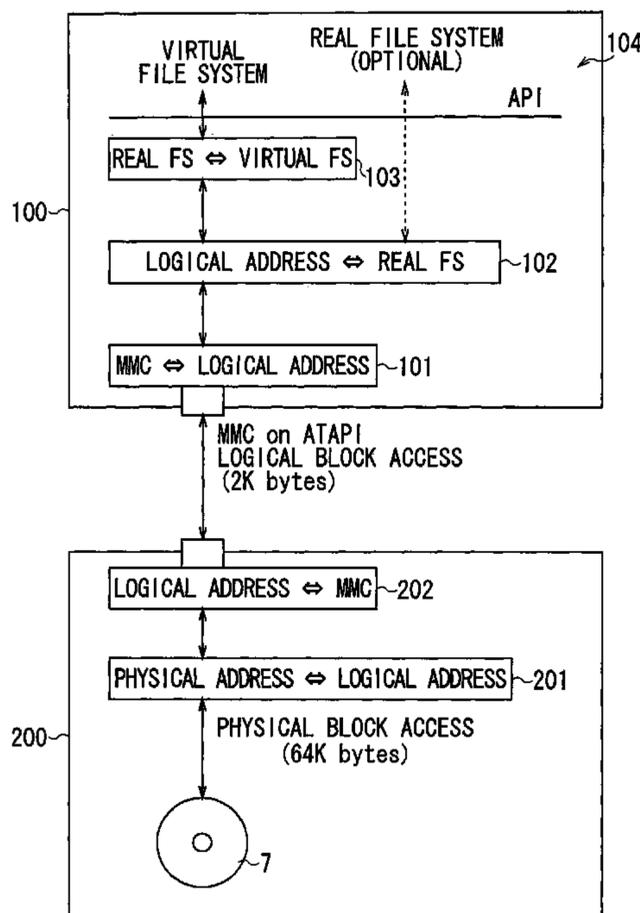 VIRTUAL
FILE SYSTEM
REAL FILE SYSTEM
(OPTIONAL)
104
API
REAL FS ⇔ VIRTUAL FS
103
100
LOGICAL ADDRESS ⇔ REAL FS
102
MMC ⇔ LOGICAL ADDRESS
101
MMC on ATAPI
LOGICAL BLOCK ACCESS
(2K bytes)
LOGICAL ADDRESS ⇔ MMC
202
PHYSICAL ADDRESS ⇔ LOGICAL ADDRESS
201
200
PHYSICAL BLOCK ACCESS
(64K bytes)
7